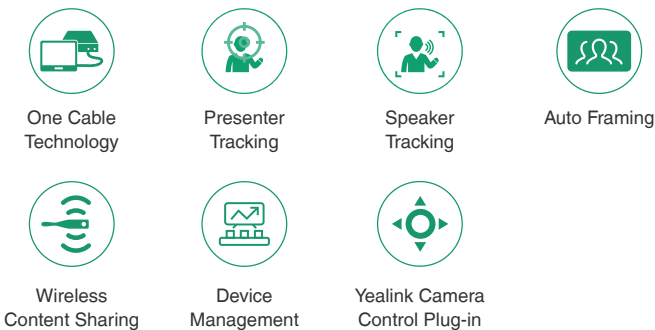 One Cable
Technology
Presenter
Tracking
Speaker
Tracking
Auto Framing
Wireless
Content Sharing
Device
Management
Yealink Camera
Control Plug-in